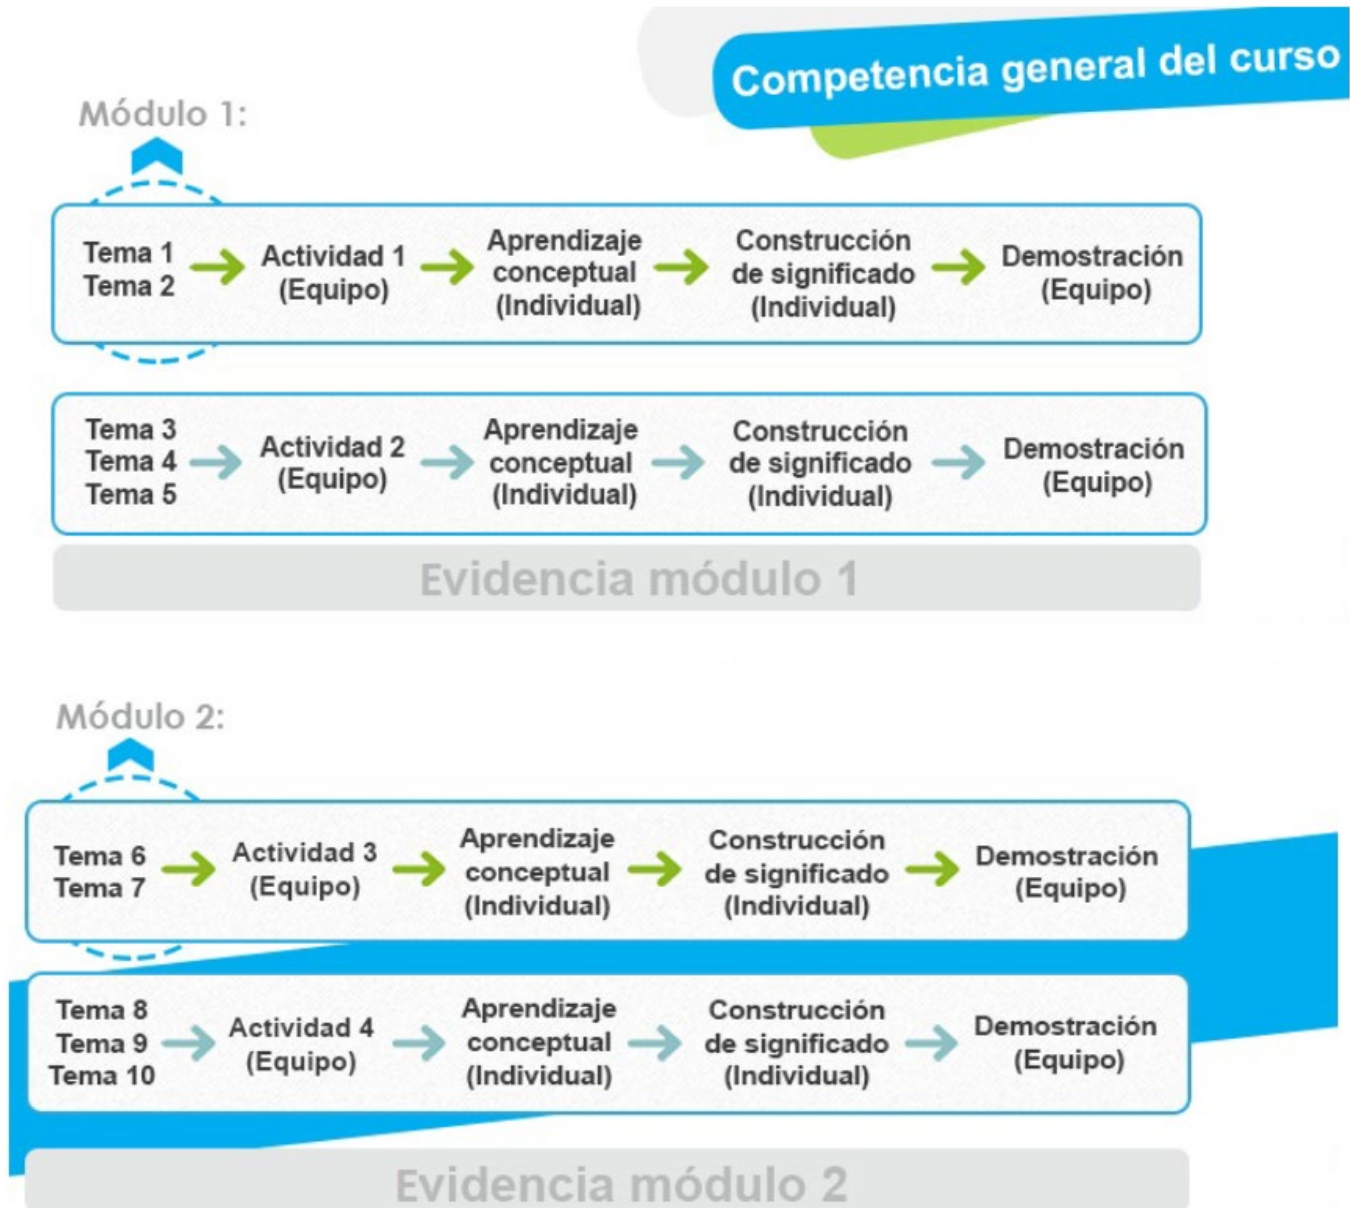 Competencia general del curso
Módulo 1:
Tema 1
Tema 2
Actividad 1
(Equipo)
Aprendizaje
conceptual
(Individual)
Construcción
de significado
(Individual)
Demostración
(Equipo)
Tema 3
Tema 4
Tema 5
Actividad 2
(Equipo)
Aprendizaje
conceptual
(Individual)
Construcción
de significado
(Individual)
Demostración
(Equipo)
Evidencia módulo 1
Módulo 2:
Tema 6
Tema 7
Actividad 3
(Equipo)
Aprendizaje
conceptual
(Individual)
Construcción
de significado
(Individual)
Demostración
(Equipo)
Tema 8
Tema 9
Tema 10
Actividad 4
(Equipo)
Aprendizaje
conceptual
(Individual)
Construcción
de significado
(Individual)
Demostración
(Equipo)
Evidencia módulo 2